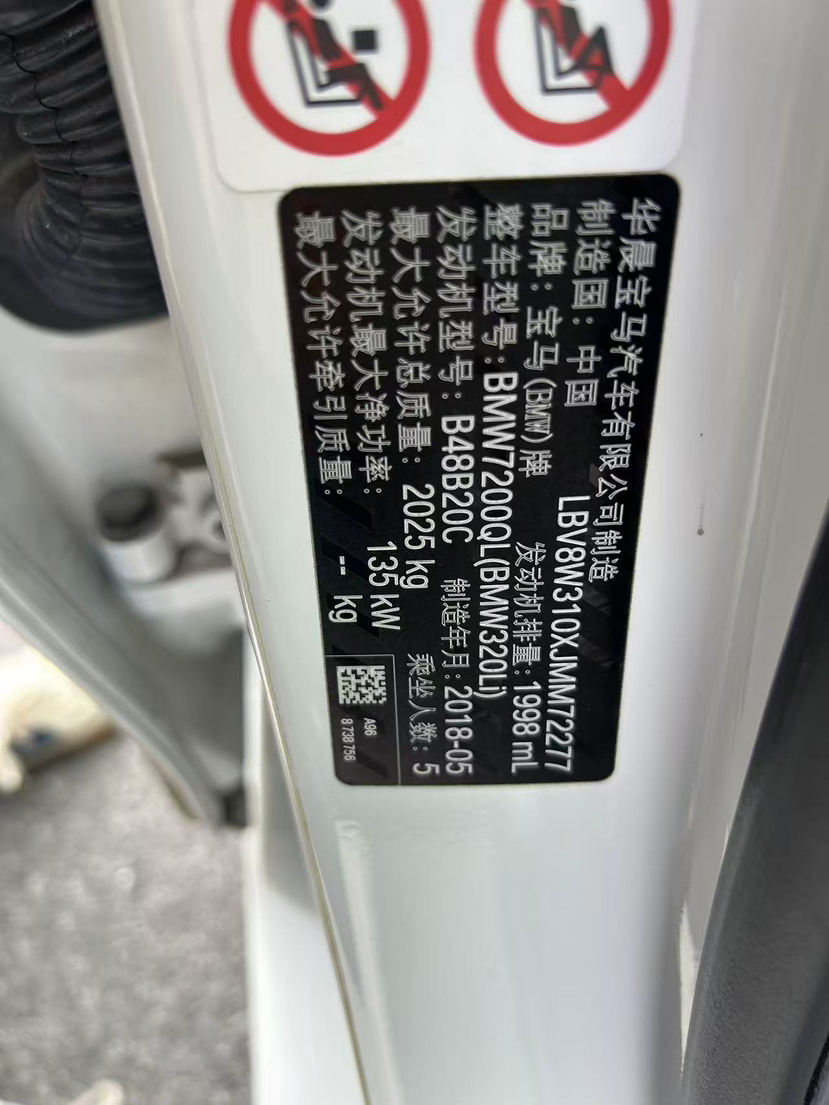 华晨宝马汽车有限公司制造
制造国：中国 LBV8W310XJMM72277
品牌：宝马(BMW)牌 发动机排量：1998 mL
整车型号：BMW7200QL(BMW320Li)
发动机型号：B48B20C 制造年月：2018-05
最大允许总质量：2025 kg 乘坐人数：5
发动机最大净功率：135 kW
最大允许牵引质量：-- kg
A96
8 738 756